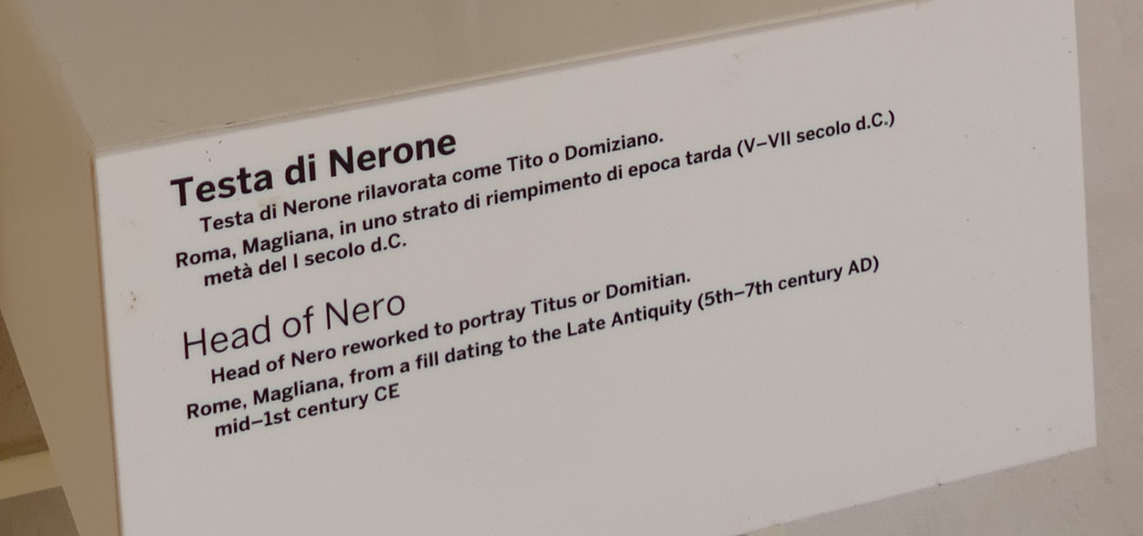 Testa di Nerone
Testa di Nerone rilavorata come Tito o Domiziano.
Roma, Magliana, in uno strato di riempimento di epoca tarda (V–VII secolo d.C.)
metà del I secolo d.C.
Head of Nero
Head of Nero reworked to portray Titus or Domitian.
Rome, Magliana, from a fill dating to the Late Antiquity (5th–7th century AD)
mid–1st century CE